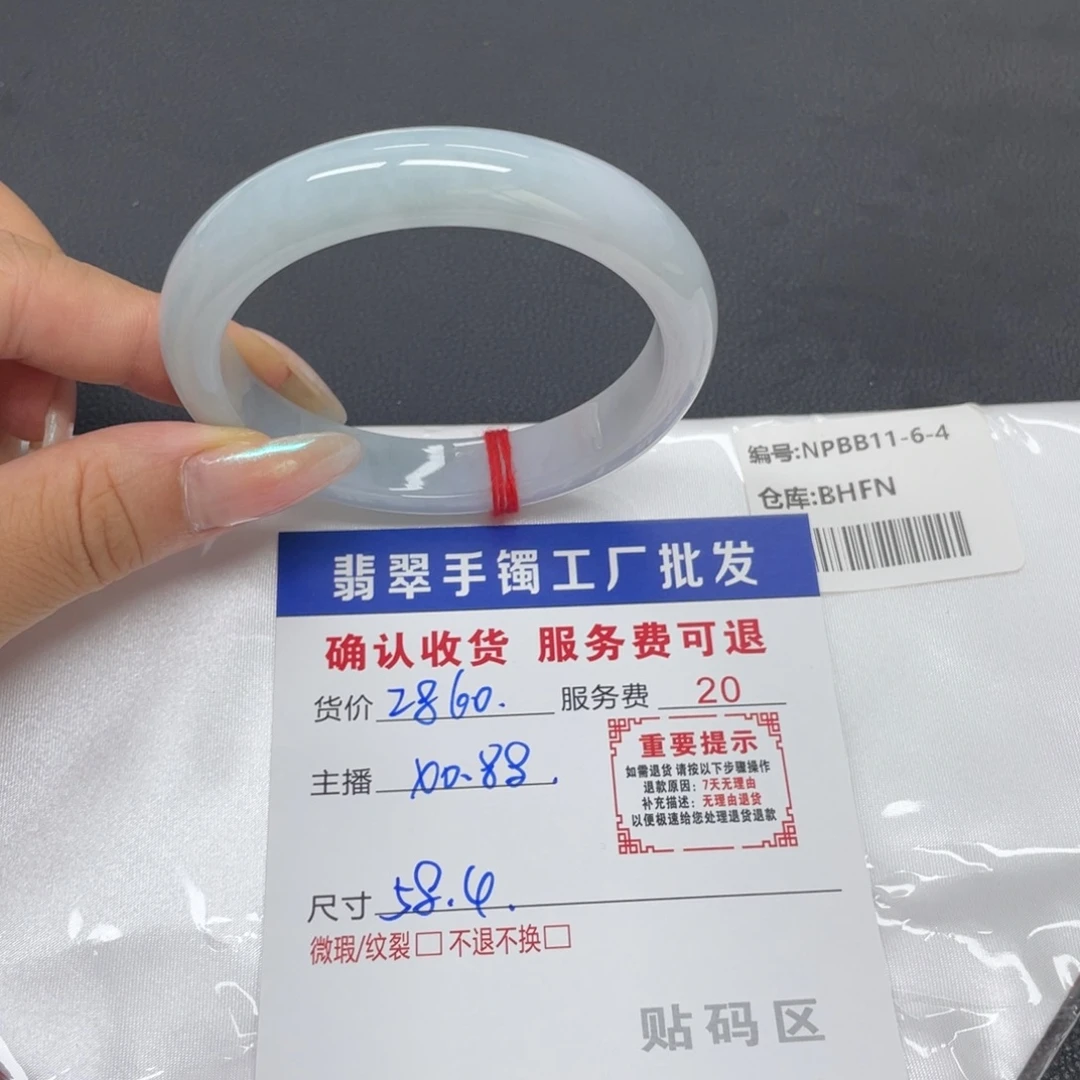 编号:NPBB11-6-4
仓库:BHFN
翡翠手镯工厂批发
确认收货 服务费可退
货价 2860. 服务费 20
重要提示
如需退货 请按以下步骤操作
退款原因：7天无理由
补充描述：无理由退货
以便极速给您处理退货退款
主播
尺寸 58.4.
微瑕/纹裂□ 不退不换□
贴码区